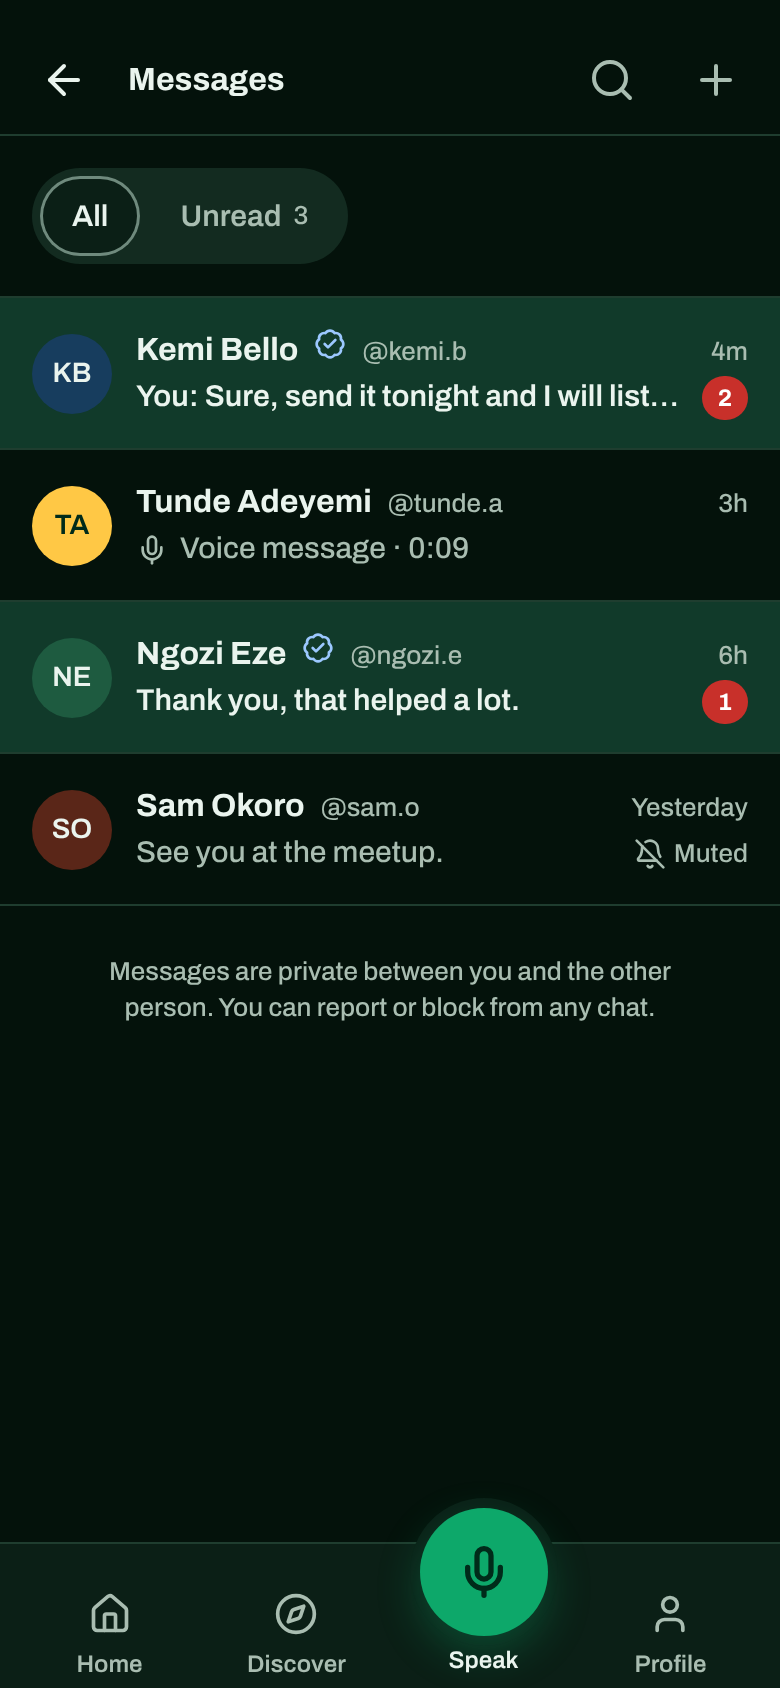 Messages
All Unread 3
KB Kemi Bello @kemi.b 4m
You: Sure, send it tonight and I will list... 2
TA Tunde Adeyemi @tunde.a 3h
Voice message · 0:09
NE Ngozi Eze @ngozi.e 6h
Thank you, that helped a lot. 1
SO Sam Okoro @sam.o Yesterday
See you at the meetup. Muted
Messages are private between you and the other
person. You can report or block from any chat.
Home Discover Speak Profile